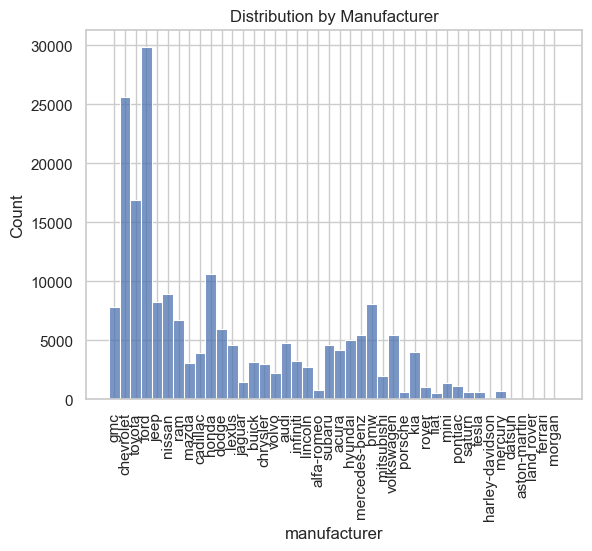 Distribution by Manufacturer
30000
25000
20000
15000
10000
5000
0
Count
gmc
chevrolet
toyota
ford
jeep
nissan
ram
mazda
cadillac
honda
dodge
lexus
jaguar
buick
chrysler
volvo
audi
infiniti
lincoln
alfa-romeo
subaru
acura
hyundai
mercedes-benz
bmw
mitsubishi
volkswagen
porsche
kia
rover
fiat
mini
pontiac
saturn
tesla
harley-davidson
mercury
datsun
aston-martin
land rover
ferrari
morgan
manufacturer